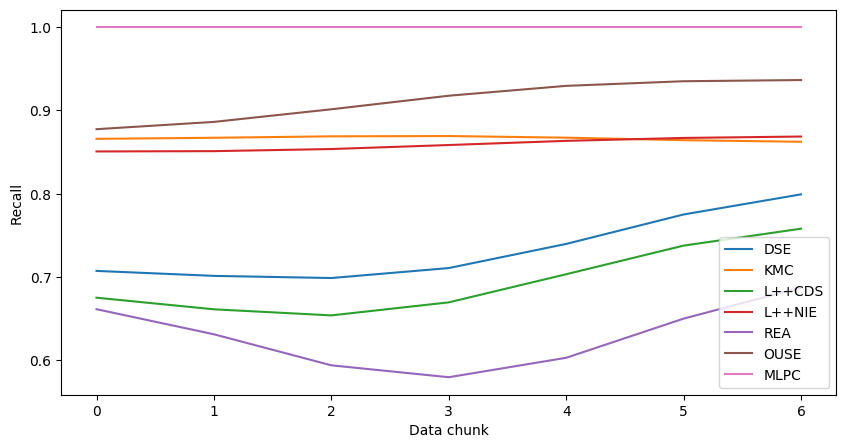 1.0
0.9
0.8
0.7
0.6
Recall
0 1 2 3 4 5 6
Data chunk
DSE
KMC
L++CDS
L++NIE
REA
OUSE
MLPC